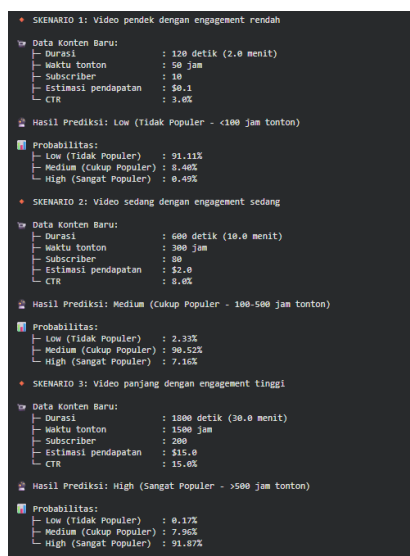 🔸 SKENARIO 1: Video pendek dengan engagement rendah
📹 Data Konten Baru:
├─ Durasi : 120 detik (2.0 menit)
├─ Waktu tonton : 50 jam
├─ Subscriber : 10
├─ Estimasi pendapatan : $0.1
└─ CTR : 3.0%
🔮 Hasil Prediksi: Low (Tidak Populer - <100 jam tonton)
📊 Probabilitas:
├─ Low (Tidak Populer) : 91.11%
├─ Medium (Cukup Populer) : 8.40%
└─ High (Sangat Populer) : 0.49%
🔸 SKENARIO 2: Video sedang dengan engagement sedang
📹 Data Konten Baru:
├─ Durasi : 600 detik (10.0 menit)
├─ Waktu tonton : 300 jam
├─ Subscriber : 80
├─ Estimasi pendapatan : $2.0
└─ CTR : 8.0%
🔮 Hasil Prediksi: Medium (Cukup Populer - 100-500 jam tonton)
📊 Probabilitas:
├─ Low (Tidak Populer) : 2.33%
├─ Medium (Cukup Populer) : 90.52%
└─ High (Sangat Populer) : 7.16%
🔸 SKENARIO 3: Video panjang dengan engagement tinggi
📹 Data Konten Baru:
├─ Durasi : 1800 detik (30.0 menit)
├─ Waktu tonton : 1500 jam
├─ Subscriber : 200
├─ Estimasi pendapatan : $15.0
└─ CTR : 15.0%
🔮 Hasil Prediksi: High (Sangat Populer - >500 jam tonton)
📊 Probabilitas:
├─ Low (Tidak Populer) : 0.17%
├─ Medium (Cukup Populer) : 7.96%
└─ High (Sangat Populer) : 91.87%